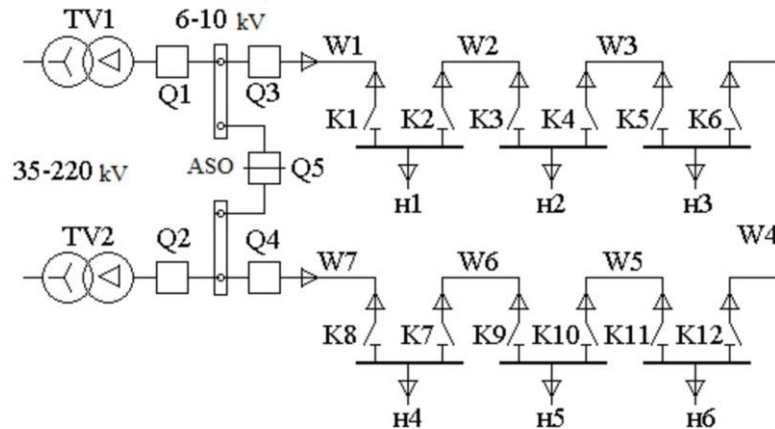 TV1
6-10 kV
W1
W2
W3
Q1
Q3
K1
K2
K3
K4
K5
K6
35-220 kV
ASO
Q5
н1
н2
н3
TV2
Q2
Q4
W7
W6
W5
W4
K8
K7
K9
K10
K11
K12
н4
н5
н6